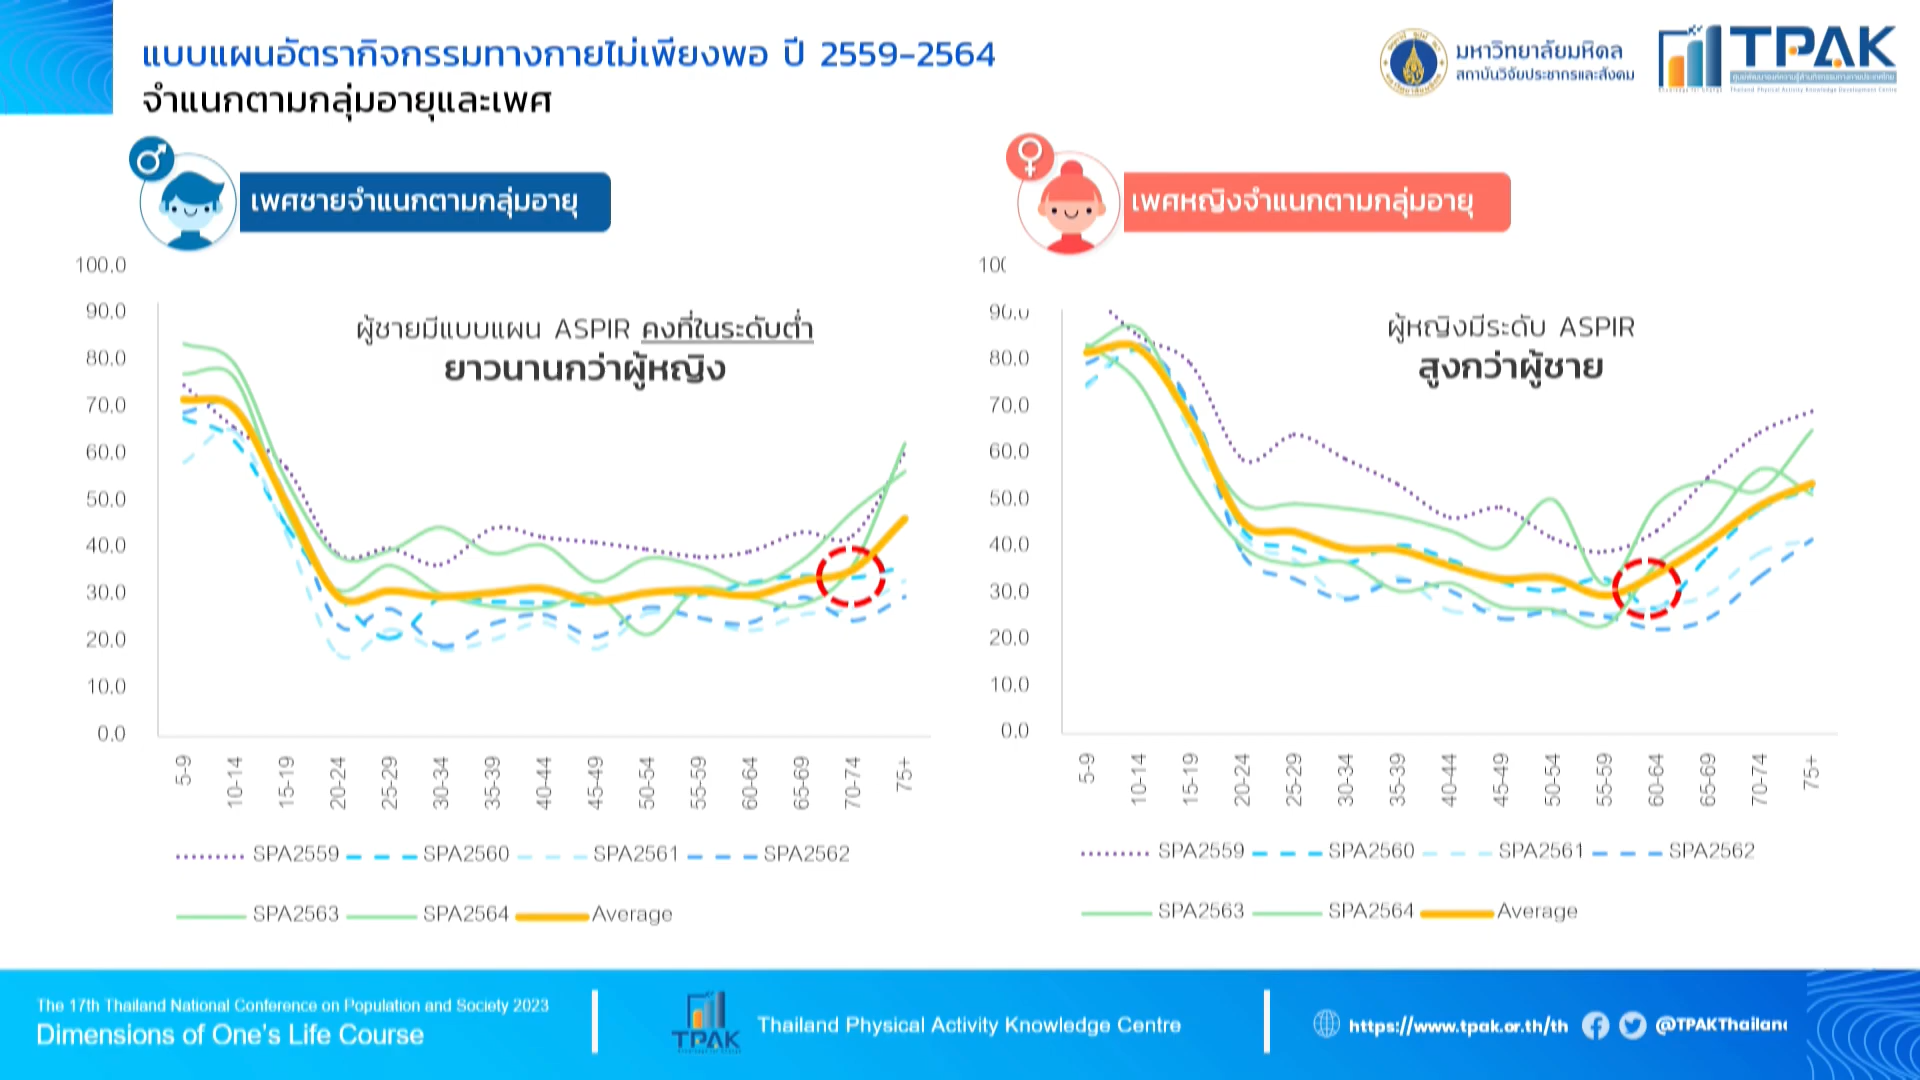 แบบแผนอัตรากิจกรรมทางกายไม่เพียงพอ ปี 2559-2564
จำแนกตามกลุ่มอายุและเพศ
มหาวิทยาลัยมหิดล
สถาบันวิจัยประชากรและสังคม
TPAK
Thailand Physical Activity Knowledge Development Centre
เพศชายจำแนกตามกลุ่มอายุ
100.0
90.0
80.0
70.0
60.0
50.0
40.0
30.0
20.0
10.0
0.0
ผู้ชายมีแบบแผน ASPIR คงที่ในระดับต่ำ
ยาวนานกว่าผู้หญิง
5-9 10-14 15-19 20-24 25-29 30-34 35-39 40-44 45-49 50-54 55-59 60-64 65-69 70-74 75+
SPA2559 SPA2560 SPA2561 SPA2562
SPA2563 SPA2564 Average
เพศหญิงจำแนกตามกลุ่มอายุ
90.0
80.0
70.0
60.0
50.0
40.0
30.0
20.0
10.0
0.0
ผู้หญิงมีระดับ ASPIR
สูงกว่าผู้ชาย
5-9 10-14 15-19 20-24 25-29 30-34 35-39 40-44 45-49 50-54 55-59 60-64 65-69 70-74 75+
SPA2559 SPA2560 SPA2561 SPA2562
SPA2563 SPA2564 Average
The 17th Thailand National Conference on Population and Society 2023
Dimensions of One's Life Course
TPAK
Thailand Physical Activity Knowledge Centre
https://www.tpak.or.th/th
@TPAKThailand